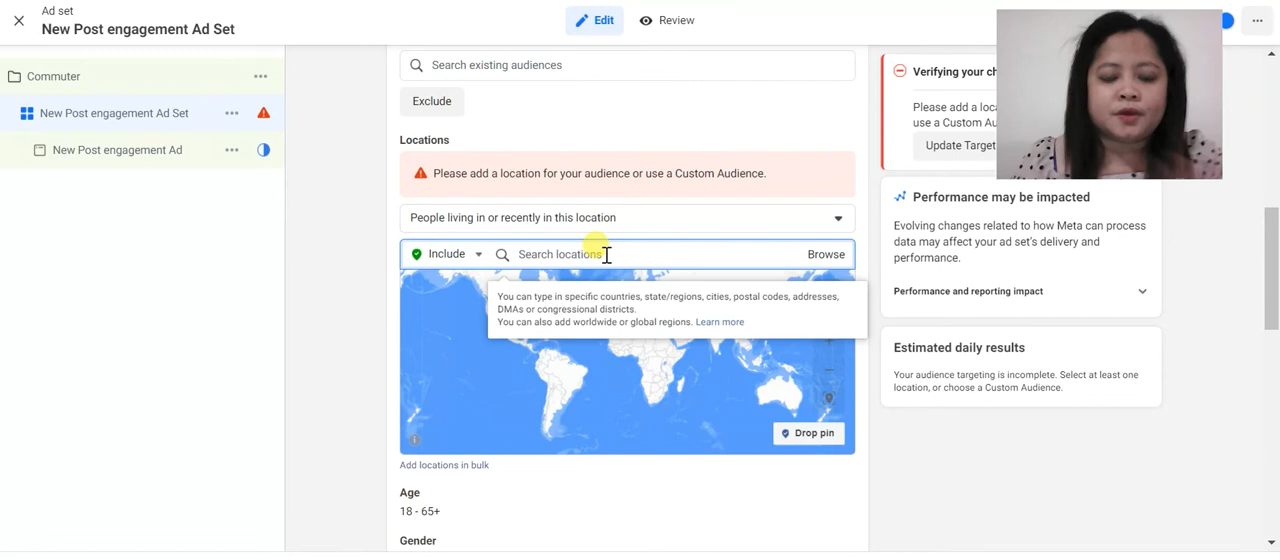 Ad set
New Post engagement Ad Set
Edit
Review
Commuter
New Post engagement Ad Set
New Post engagement Ad
Search existing audiences
Exclude
Locations
Please add a location for your audience or use a Custom Audience.
People living in or recently in this location
Include
Search locations
Browse
You can type in specific countries, state/regions, cities, postal codes, addresses,
DMAs or congressional districts.
You can also add worldwide or global regions. Learn more
Drop pin
Add locations in bulk
Age
18 - 65+
Gender
Verifying your ch
Please add a loca
use a Custom Au
Update Target
Performance may be impacted
Evolving changes related to how Meta can process
data may affect your ad set's delivery and
performance.
Performance and reporting impact
Estimated daily results
Your audience targeting is incomplete. Select at least one
location, or choose a Custom Audience.